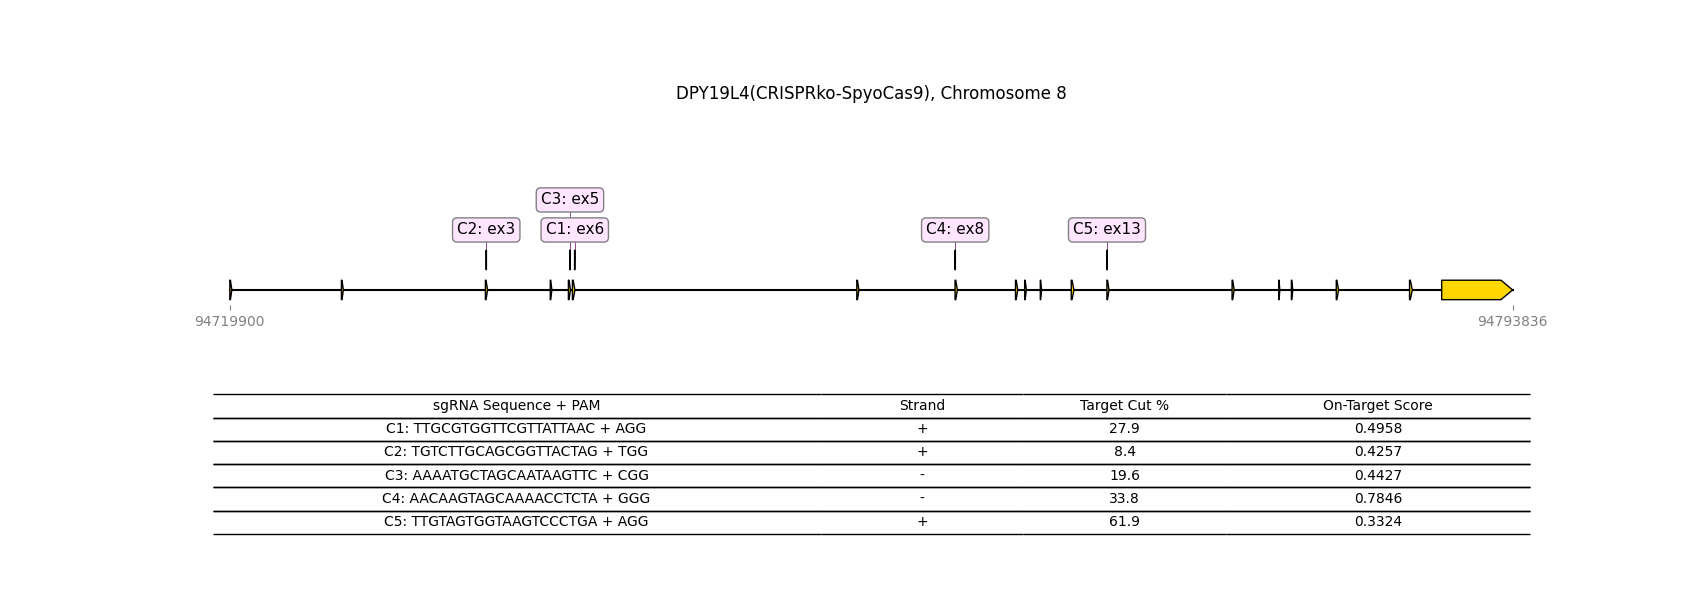 DPY19L4(CRISPRko-SpyoCas9), Chromosome 8
C3: ex5
C2: ex3 C1: ex6 C4: ex8 C5: ex13
94719900 94793836
sgRNA Sequence + PAM Strand Target Cut % On-Target Score
C1: TTGCGTGGTTCGTTATTAAC + AGG + 27.9 0.4958
C2: TGTCTTGCAGCGGTTACTAG + TGG + 8.4 0.4257
C3: AAAATGCTAGCAATAAGTTC + CGG - 19.6 0.4427
C4: AACAAGTAGCAAAACCTCTA + GGG - 33.8 0.7846
C5: TTGTAGTGGTAAGTCCCTGA + AGG + 61.9 0.3324